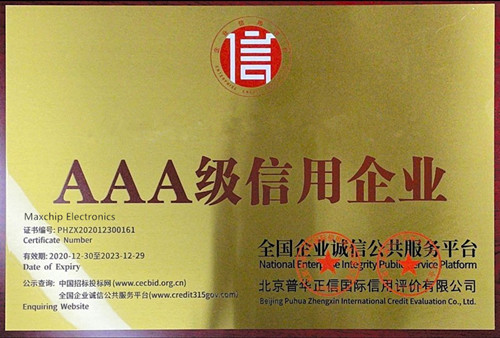 信
AAA级信用企业
Maxchip Electronics
证书编号: PHZX202012300161
Certificate Number
有效期: 2020-12-30至2023-12-29
Date of Expiry
公示查询: 中国招标投标网(www.cecbid.org.cn)
全国企业诚信公共服务平台(www.credit315gov.com/)
Enquiring Website
全国企业诚信公共服务平台
National Enterprise Integrity Public Service Platform
北京普华正信国际信用评价有限公司
Beijing Puhua Zhengxin International Credit Evaluation Co., Ltd.